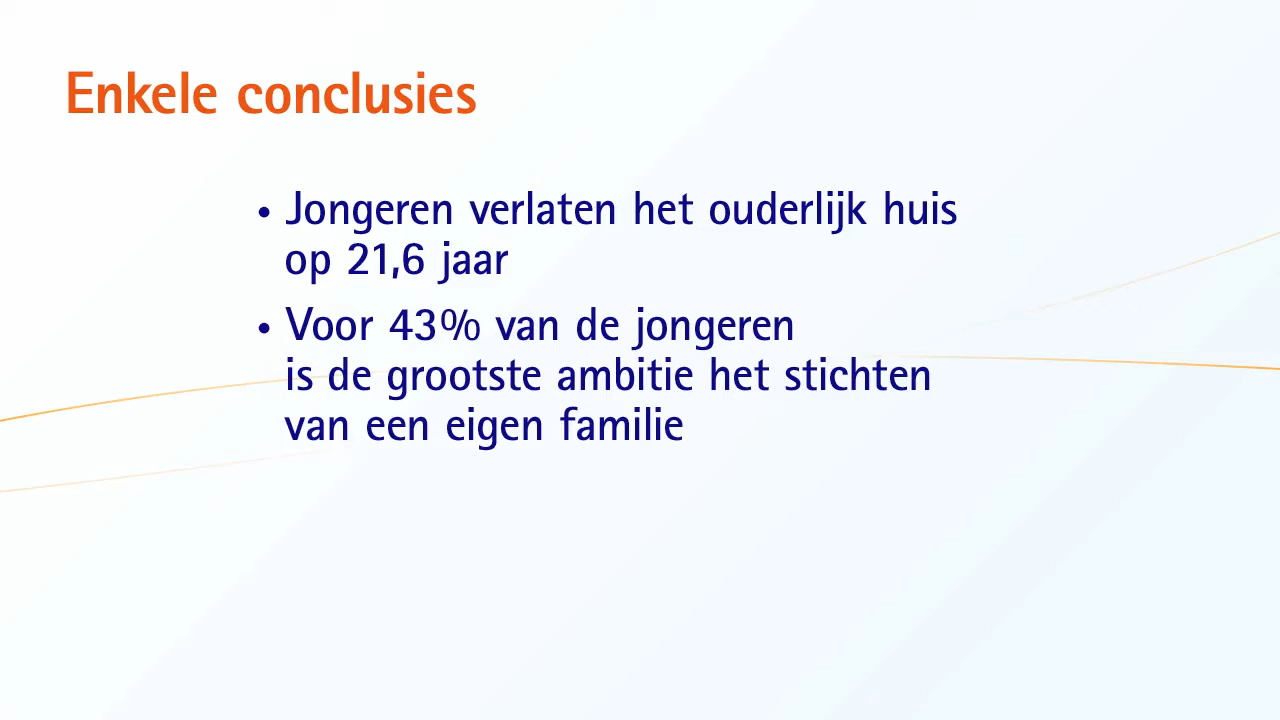 Enkele conclusies
• Jongeren verlaten het ouderlijk huis
op 21,6 jaar
• Voor 43% van de jongeren
is de grootste ambitie het stichten
van een eigen familie